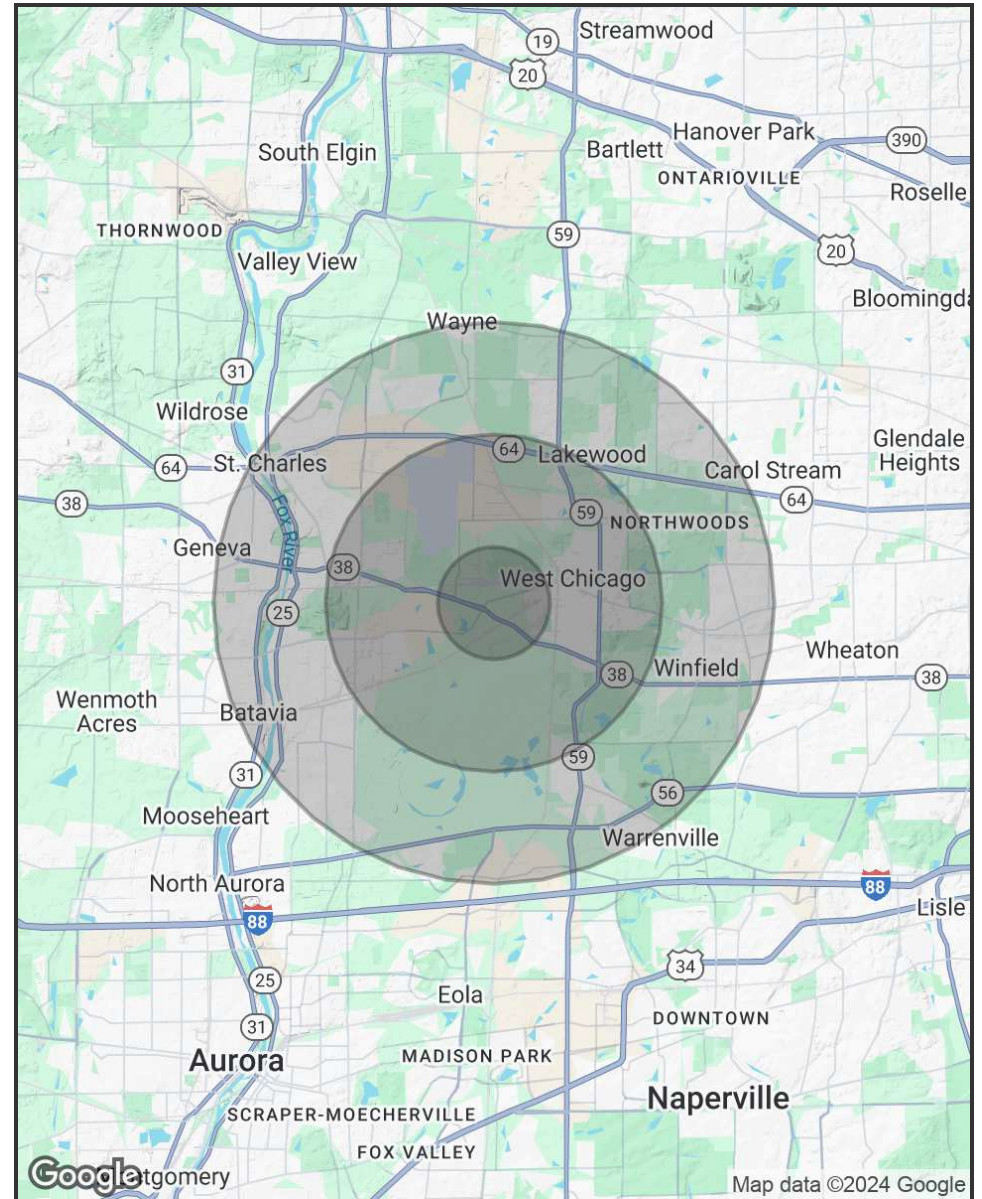 Streamwood
19
20
Hanover Park
390
South Elgin
Bartlett
ONTARIOVILLE
Roselle
THORNWOOD
59
20
Valley View
Bloomingda
Wayne
31
Wildrose
Glendale
Heights
64
St. Charles
64
Lakewood
Carol Stream
64
38
59
NORTHWOODS
Fox River
Geneva
38
West Chicago
25
Wheaton
38
Winfield
38
Wenmoth
Acres
Batavia
59
31
56
Mooseheart
Warrenville
North Aurora
88
88
Lisle
34
25
Eola
DOWNTOWN
31
Aurora
MADISON PARK
Naperville
SCRAPER-MOECHERVILLE
FOX VALLEY
Google
ntgomery
Map data ©2024 Google